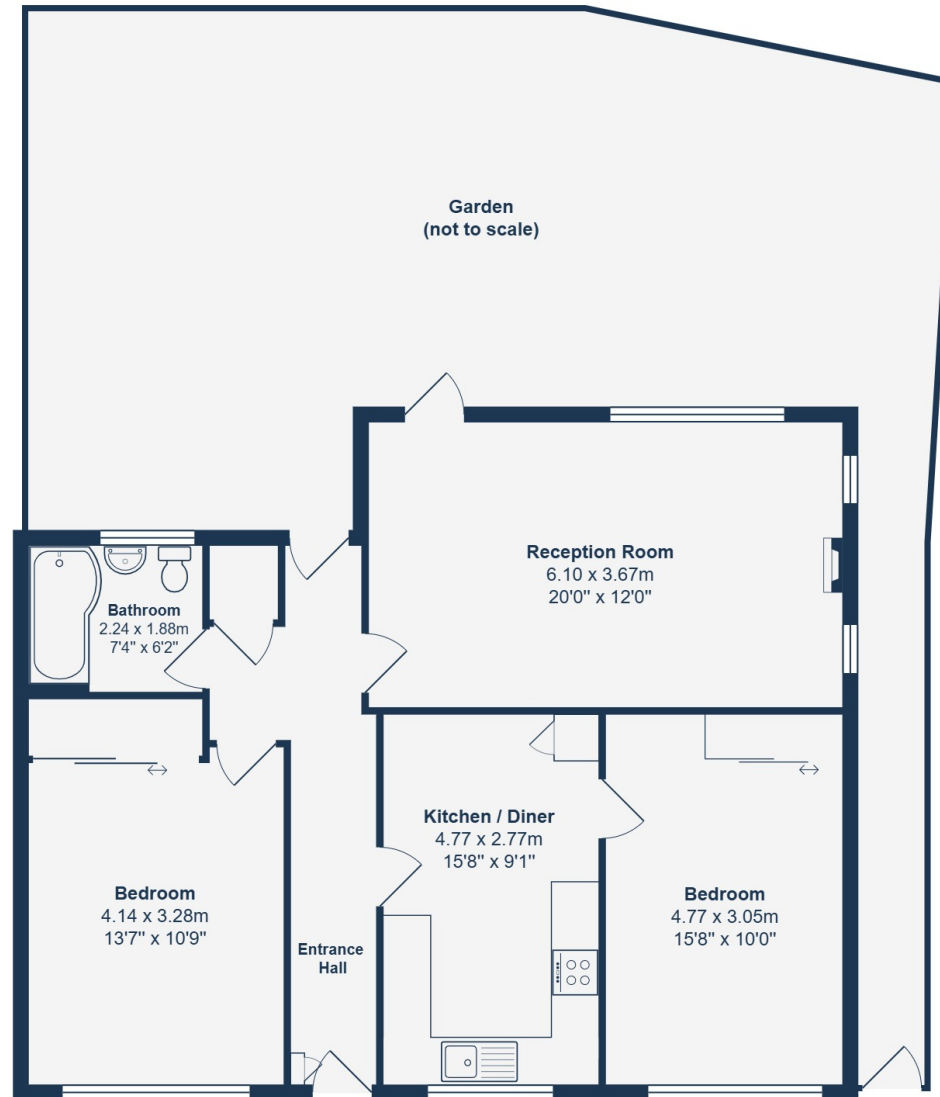 Garden
(not to scale)
Reception Room
6.10 x 3.67m
20'0" x 12'0"
Bathroom
2.24 x 1.88m
7'4" x 6'2"
Kitchen / Diner
4.77 x 2.77m
15'8" x 9'1"
Bedroom
4.14 x 3.28m
13'7" x 10'9"
Bedroom
4.77 x 3.05m
15'8" x 10'0"
Entrance
Hall